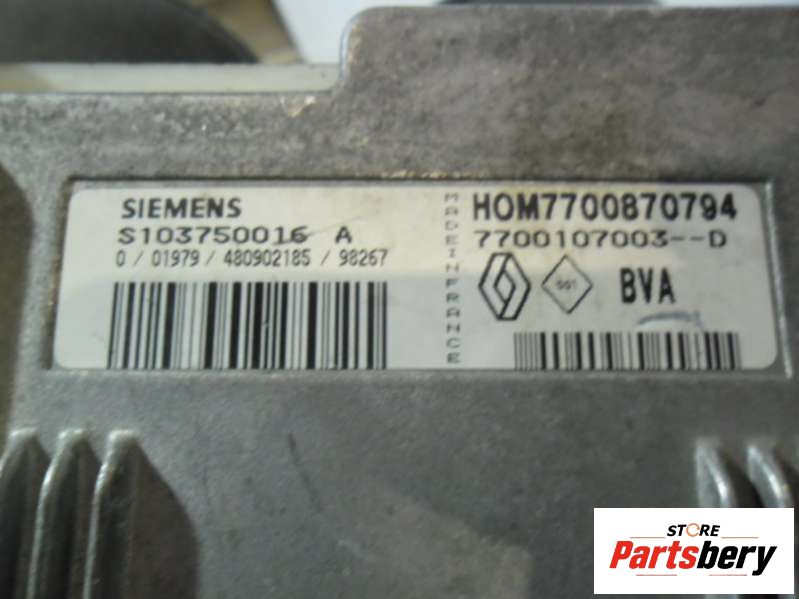 SIEMENS
S103750016 A
0 / 01979 / 480902185 / 98267
MADE IN FRANCE
HOM7700870794
7700107003--D
BVA
STORE
Partsbery